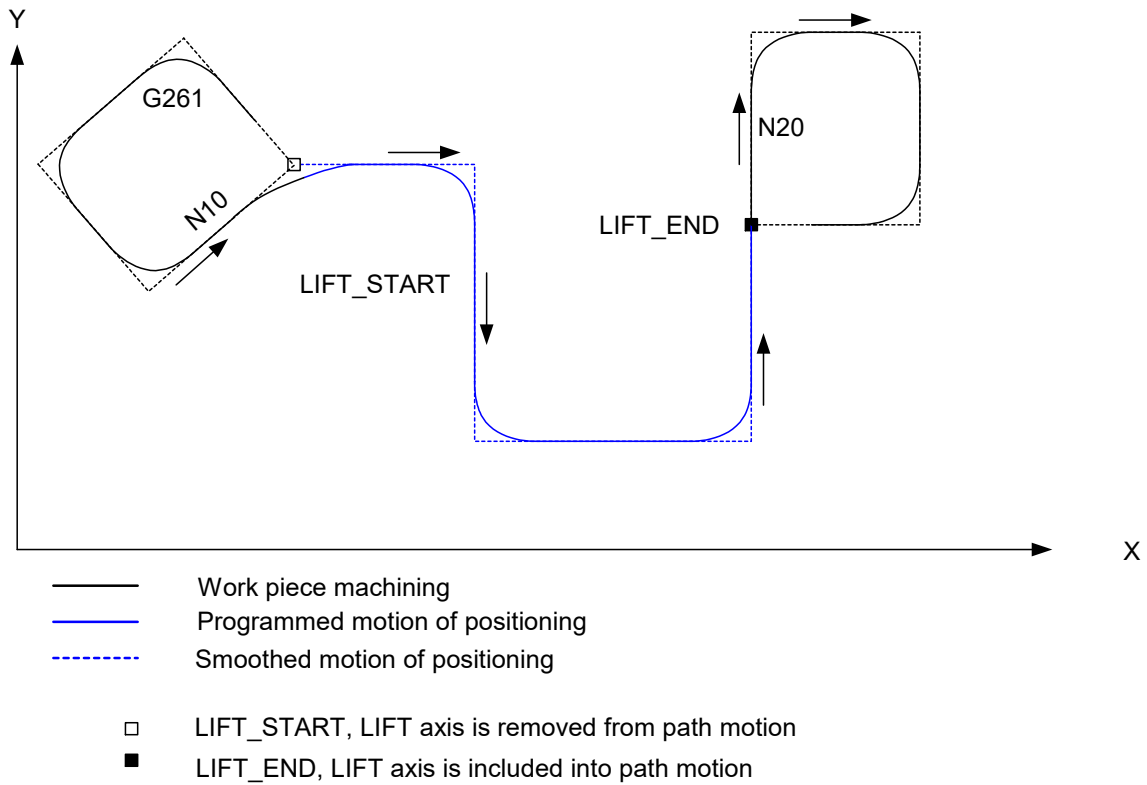 Y
G261
N10
N20
LIFT_END
LIFT_START
X
Work piece machining
Programmed motion of positioning
Smoothed motion of positioning
LIFT_START, LIFT axis is removed from path motion
LIFT_END, LIFT axis is included into path motion